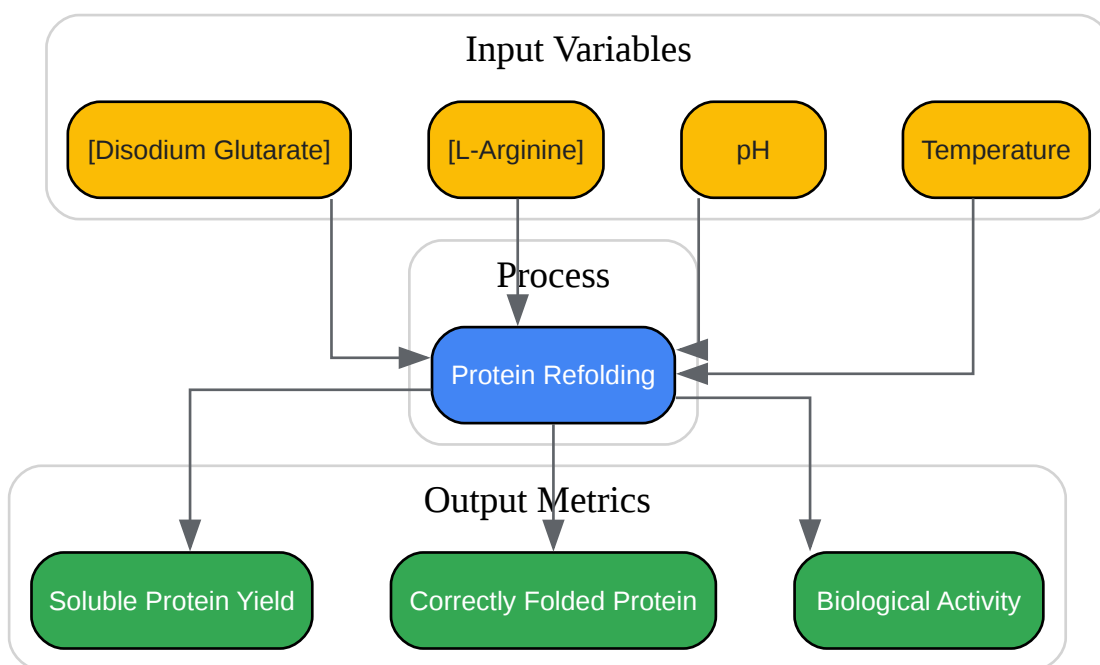 Input Variables
[Disodium Glutarate]
[L-Arginine]
pH
Temperature
Process
Protein Refolding
Output Metrics
Soluble Protein Yield
Correctly Folded Protein
Biological Activity